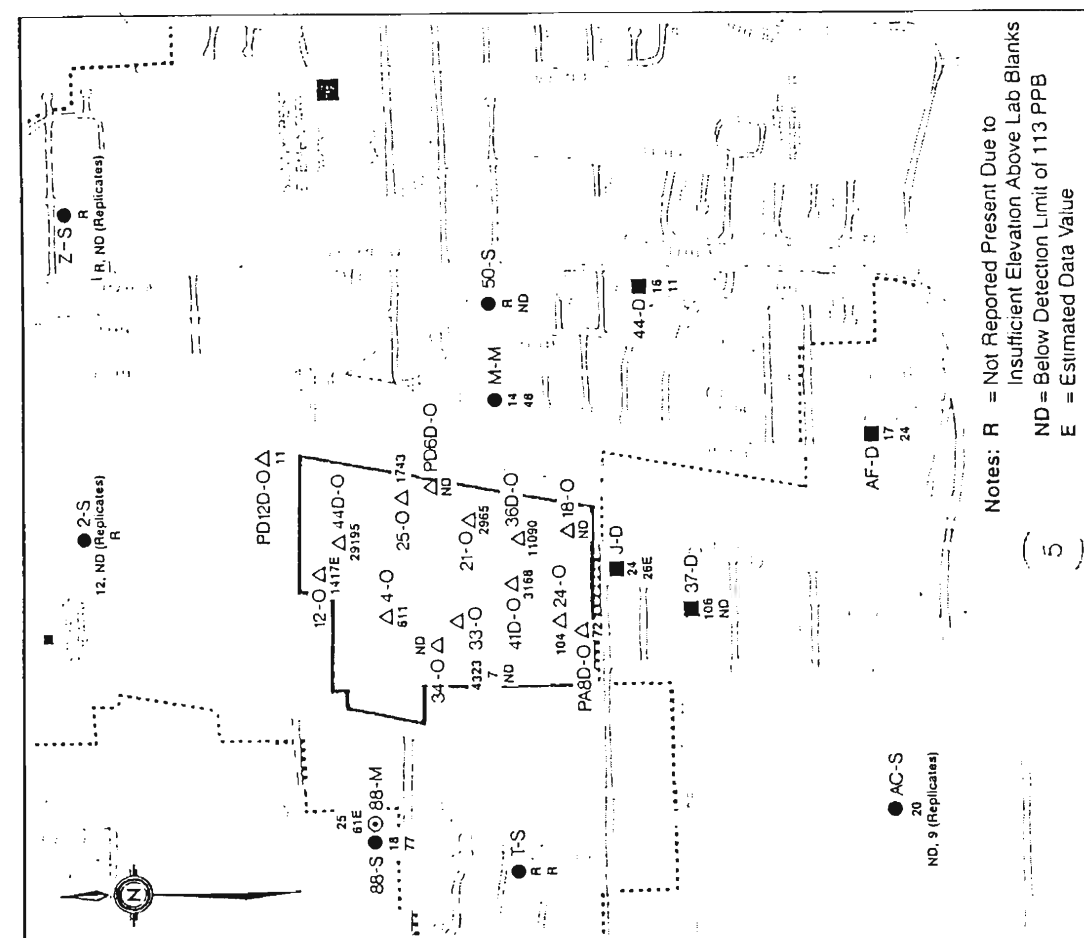 Z-S
R
R, ND (Replicates)
2-S
12, ND (Replicates)
R
PD12D-O
11
12-O
1417E
44D-O
29195
4-O
611
25-O
1743
PD6D-O
ND
34-O
ND
33-O
4323
21-O
2965
36D-O
11090
41D-O
3168
7
ND
24-O
104
18-O
ND
PA8D-O
72
M-M
14
48
50-S
R
ND
44-D
16
11
J-D
24
26E
37-D
106
ND
AF-D
17
24
88-S
18
77
88-M
25
61E
T-S
R
R
AC-S
20
ND, 9 (Replicates)
N
Notes: R = Not Reported Present Due to
Insufficient Elevation Above Lab Blanks
ND = Below Detection Limit of 113 PPB
E = Estimated Data Value
( 5 )